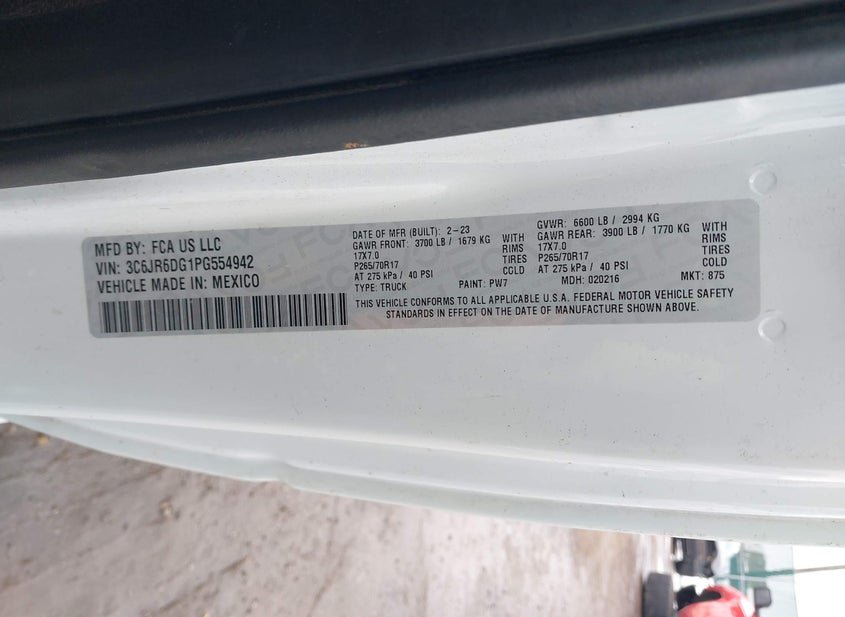 MFD BY: FCA US LLC
VIN: 3C6JR6DG1PG554942
VEHICLE MADE IN: MEXICO
DATE OF MFR (BUILT): 2-23
GAWR FRONT: 3700 LB / 1679 KG WITH
17X7.0 RIMS
P265/70R17 TIRES
AT 275 kPa / 40 PSI COLD
TYPE: TRUCK PAINT: PW7
GVWR: 6600 LB / 2994 KG
GAWR REAR: 3900 LB / 1770 KG WITH
17X7.0 RIMS
P265/70R17 TIRES
AT 275 kPa / 40 PSI COLD
MDH: 020216 MKT: 875
THIS VEHICLE CONFORMS TO ALL APPLICABLE U.S.A. FEDERAL MOTOR VEHICLE SAFETY
STANDARDS IN EFFECT ON THE DATE OF MANUFACTURE SHOWN ABOVE.